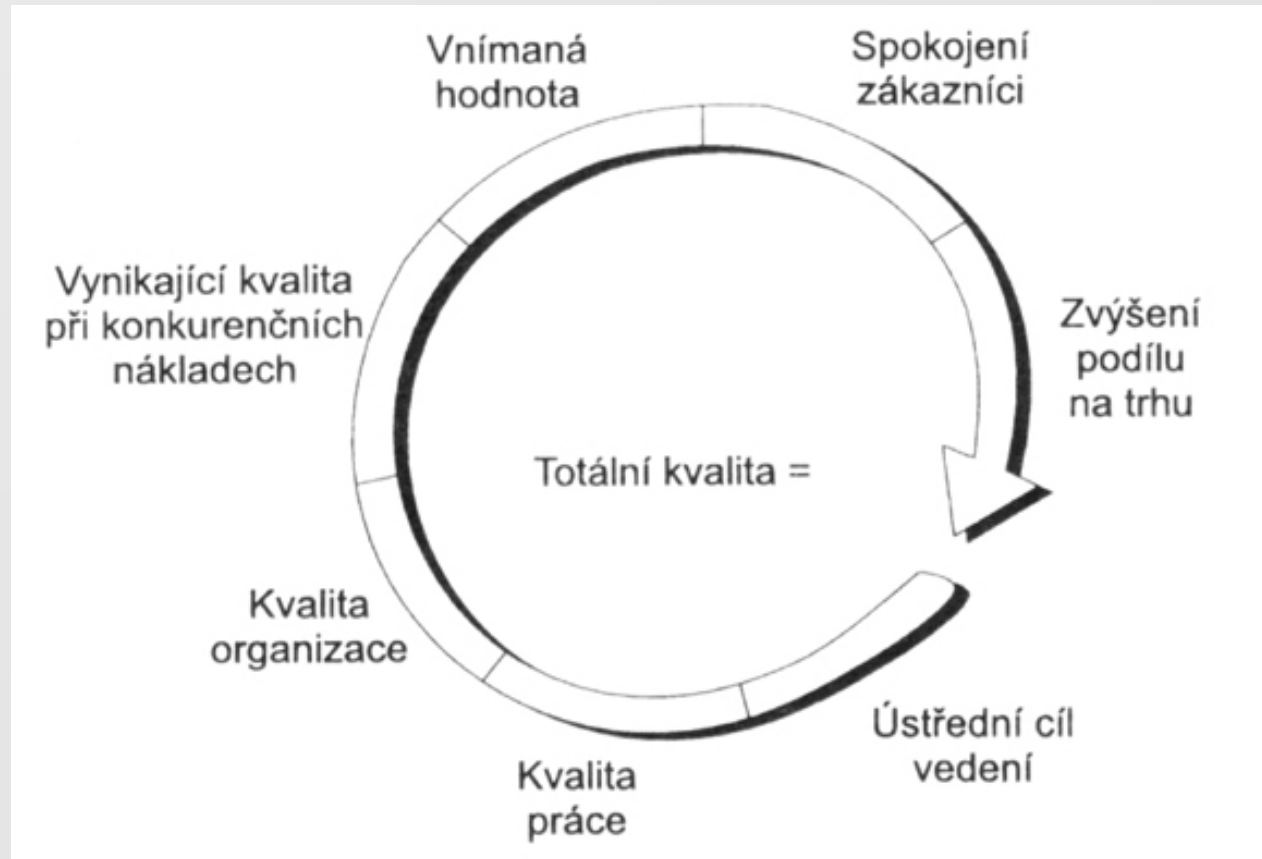 Vnímaná
hodnota
Spokojení
zákazníci
Vynikající kvalita
při konkurenčních
nákladech
Zvýšení
podílu
na trhu
Totální kvalita =
Kvalita
organizace
Ústřední cíl
vedení
Kvalita
práce